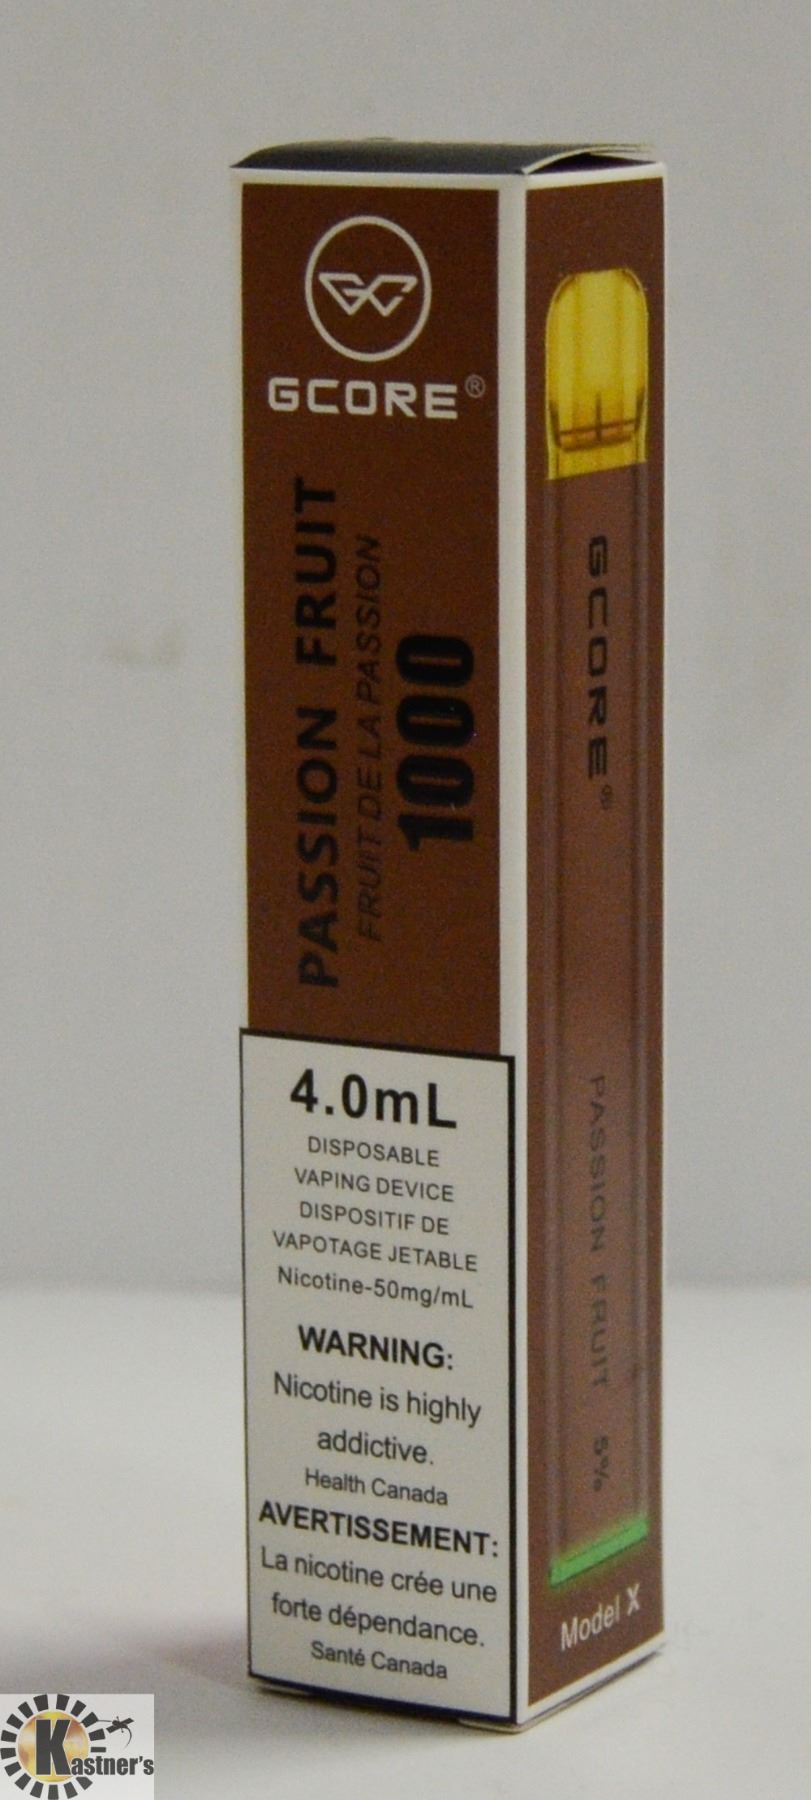 GC
GCORE®
PASSION FRUIT
FRUIT DE LA PASSION
1000
4.0mL
DISPOSABLE
VAPING DEVICE
DISPOSITIF DE
VAPOTAGE JETABLE
Nicotine-50mg/mL
WARNING:
Nicotine is highly
addictive.
Health Canada
AVERTISSEMENT:
La nicotine crée une
forte dépendance.
Santé Canada
GCORE®
PASSION FRUIT 5%
Model X
Kastner's